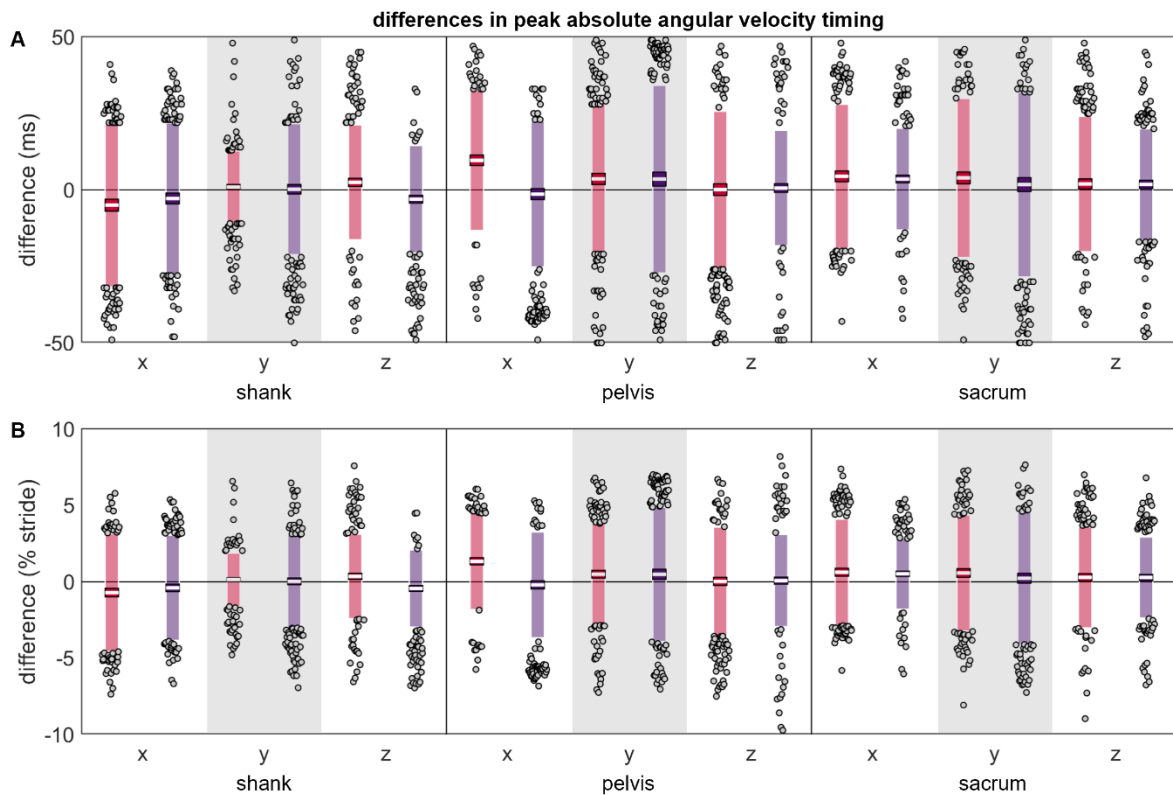 differences in peak absolute angular velocity timing
A
50
0
-50
difference (ms)
x y z x y z x y z
shank pelvis sacrum
B
10
5
0
-5
-10
difference (% stride)
x y z x y z x y z
shank pelvis sacrum